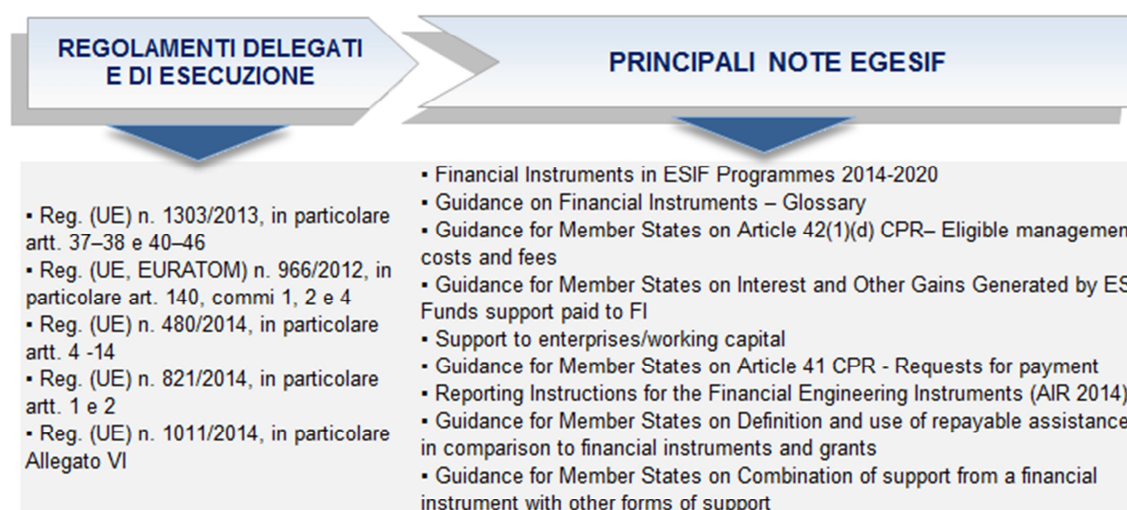 REGOLAMENTI DELEGATI
E DI ESECUZIONE
▪ Reg. (UE) n. 1303/2013, in particolare
artt. 37–38 e 40–46
▪ Reg. (UE, EURATOM) n. 966/2012, in
particolare art. 140, commi 1, 2 e 4
▪ Reg. (UE) n. 480/2014, in particolare
artt. 4 -14
▪ Reg. (UE) n. 821/2014, in particolare
artt. 1 e 2
▪ Reg. (UE) n. 1011/2014, in particolare
Allegato VI
PRINCIPALI NOTE EGESIF
▪ Financial Instruments in ESIF Programmes 2014-2020
▪ Guidance on Financial Instruments – Glossary
▪ Guidance for Member States on Article 42(1)(d) CPR– Eligible managemen
costs and fees
▪ Guidance for Member States on Interest and Other Gains Generated by ES
Funds support paid to FI
▪ Support to enterprises/working capital
▪ Guidance for Member States on Article 41 CPR - Requests for payment
▪ Reporting Instructions for the Financial Engineering Instruments (AIR 2014)
▪ Guidance for Member States on Definition and use of repayable assistance
in comparison to financial instruments and grants
▪ Guidance for Member States on Combination of support from a financial
instrument with other forms of support